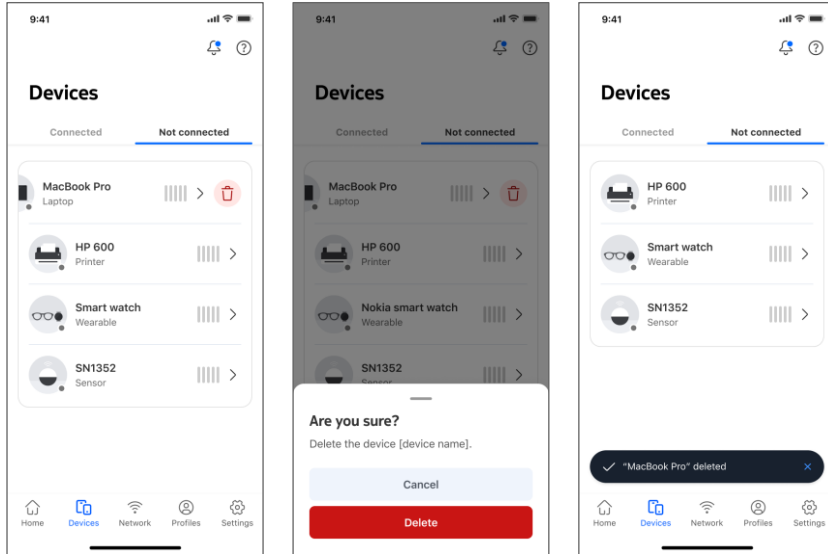 9:41
Devices
Connected Not connected
MacBook Pro
Laptop
HP 600
Printer
Smart watch
Wearable
SN1352
Sensor
Home Devices Network Profiles Settings
9:41
Devices
Connected Not connected
MacBook Pro
Laptop
HP 600
Printer
Nokia smart watch
Wearable
SN1352
Sensor
Are you sure?
Delete the device [device name].
Cancel
Delete
9:41
Devices
Connected Not connected
HP 600
Printer
Smart watch
Wearable
SN1352
Sensor
"MacBook Pro" deleted
Home Devices Network Profiles Settings